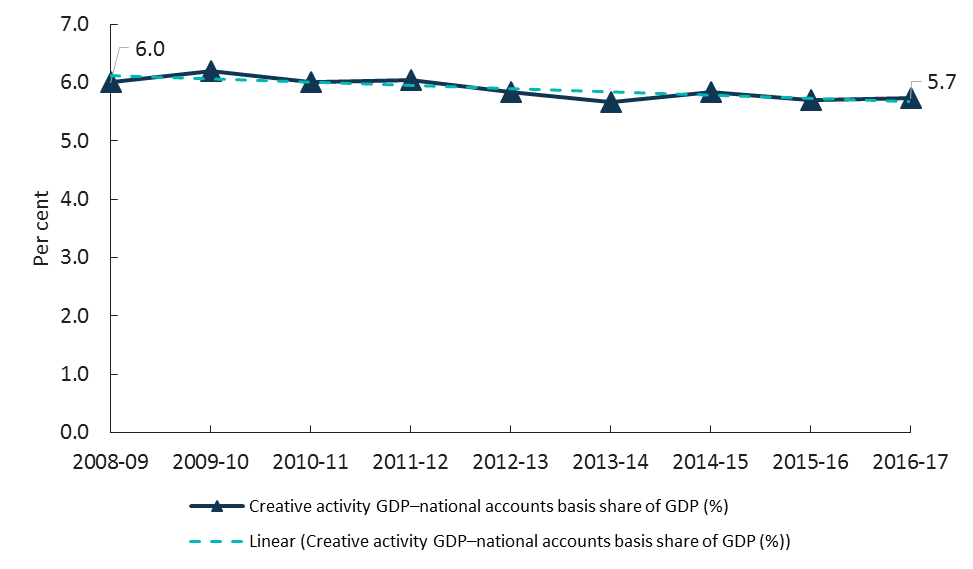 7.0
6.0
6.0
5.7
5.0
4.0
Per cent
3.0
2.0
1.0
0.0
2008-09 2009-10 2010-11 2011-12 2012-13 2013-14 2014-15 2015-16 2016-17
Creative activity GDP–national accounts basis share of GDP (%)
Linear (Creative activity GDP–national accounts basis share of GDP (%))